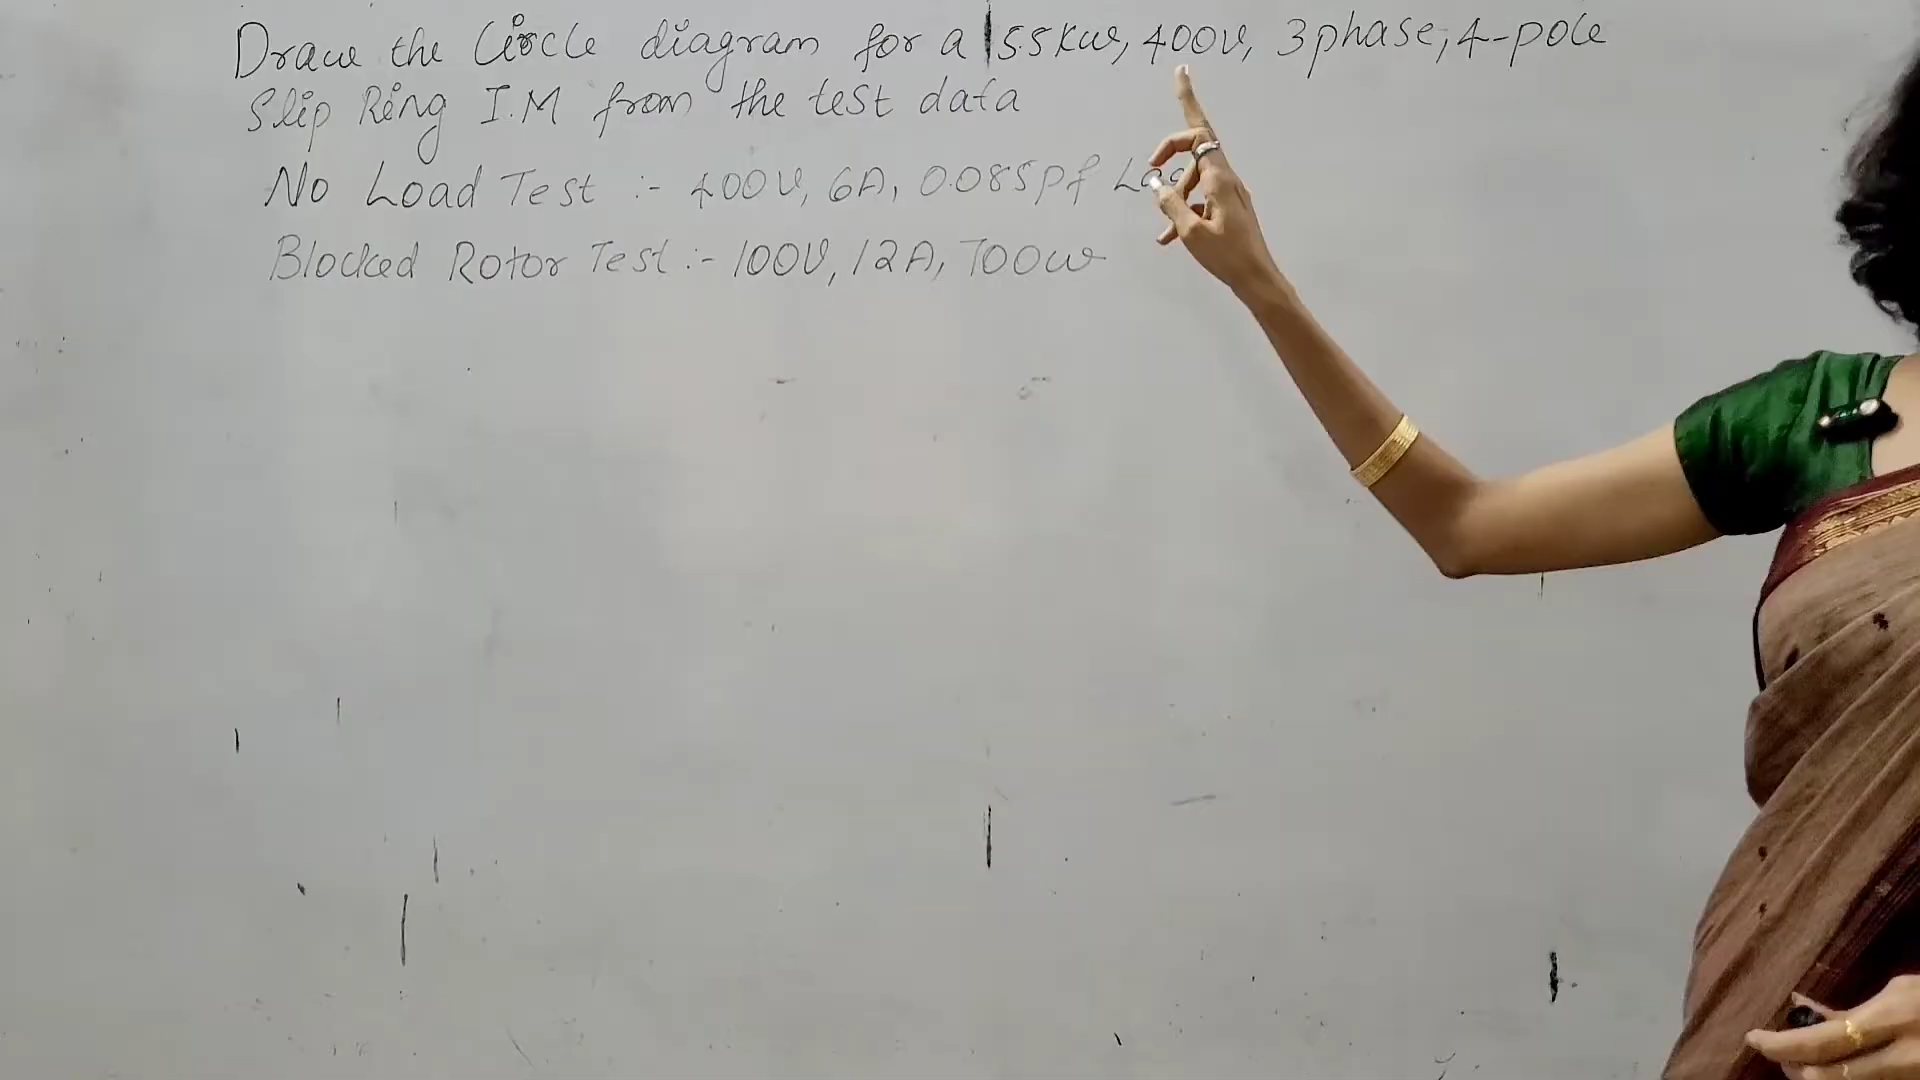 Draw the Circle diagram for a 5.5Kw, 400V, 3phase, 4-pole
Slip Ring I.M from the test data
No Load Test :- 400V, 6A, 0.085pf Lag
Blocked Rotor Test :- 100V, 12A, 700w